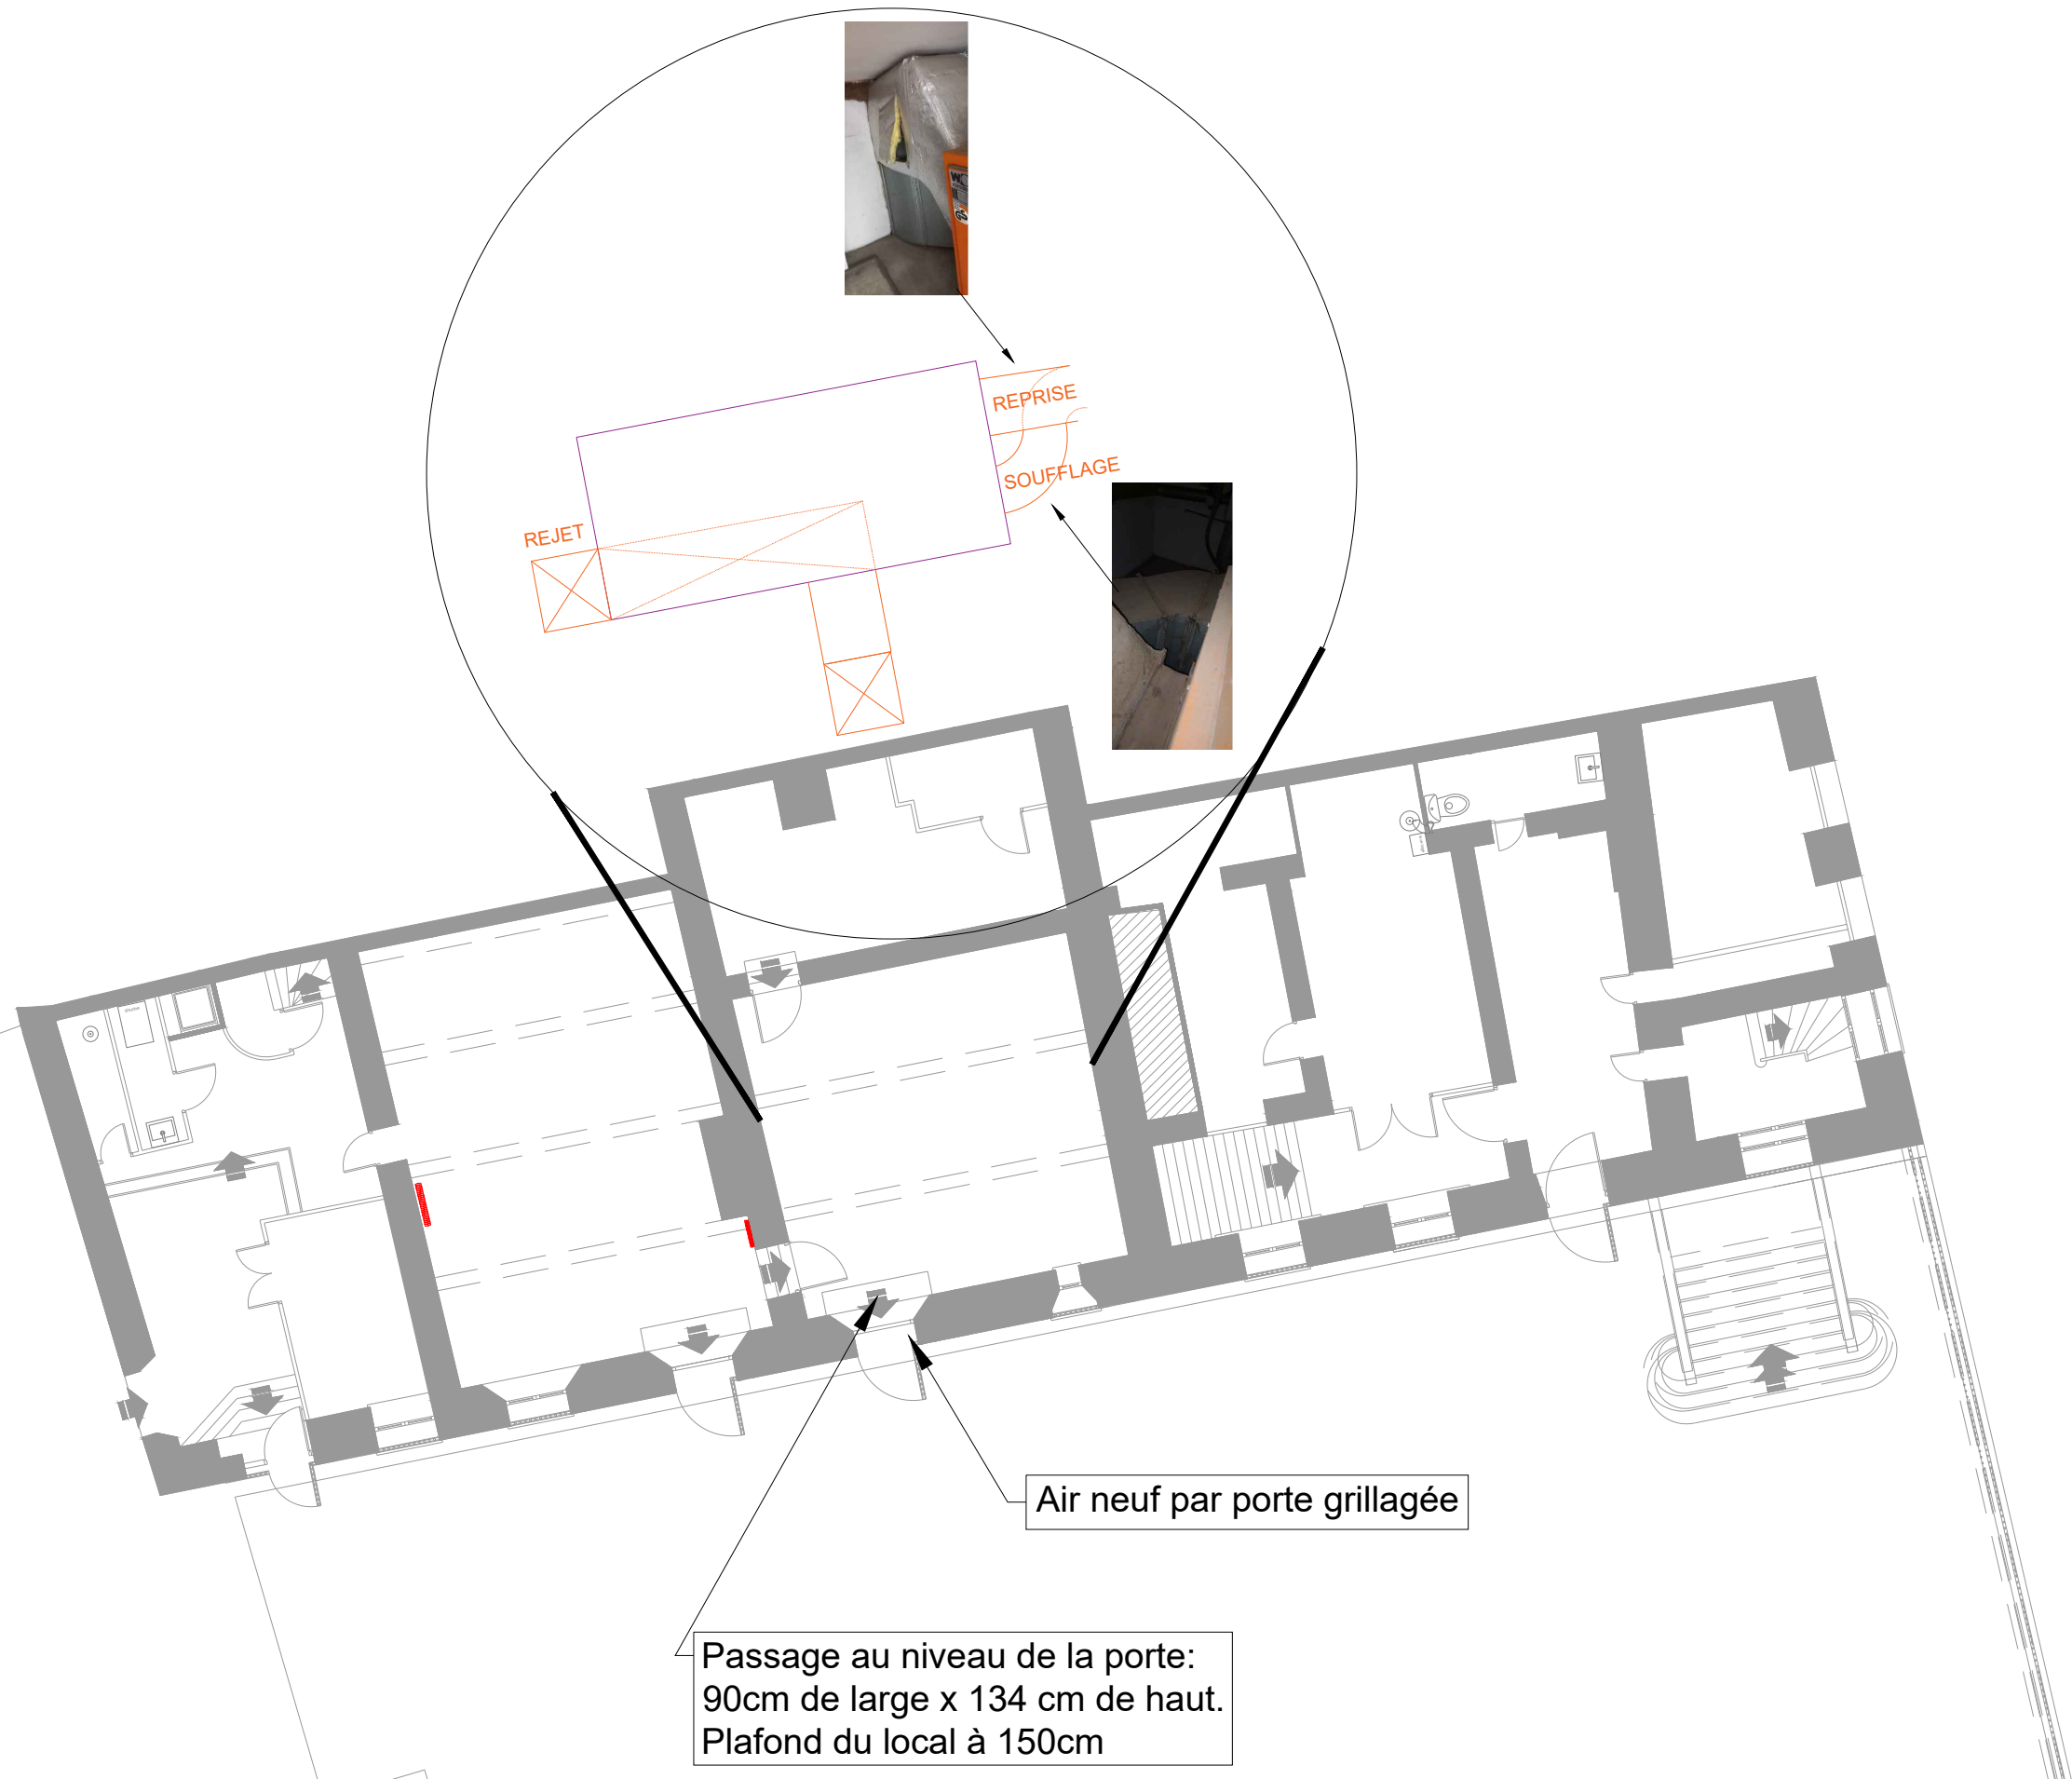 REPRISE
SOUFFLAGE
REJET
Air neuf par porte grillagée
Passage au niveau de la porte:
90cm de large x 134 cm de haut.
Plafond du local à 150cm